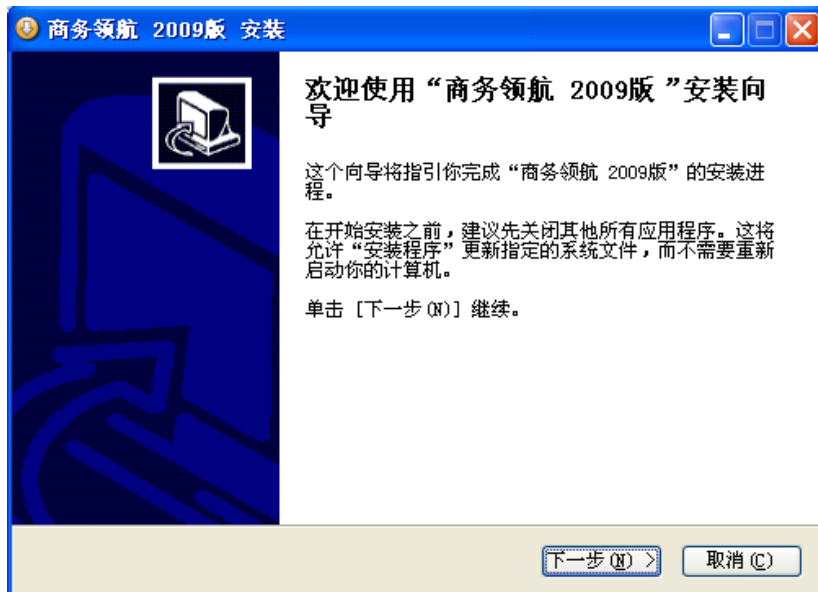 商务领航 2009版 安装
欢迎使用“商务领航 2009版 ”安装向
导
这个向导将指引你完成“商务领航 2009版”的安装进
程。
在开始安装之前，建议先关闭其他所有应用程序。这将
允许“安装程序”更新指定的系统文件，而不需要重新
启动你的计算机。
单击 [下一步(N)] 继续。
下一步(N) >
取消(C)